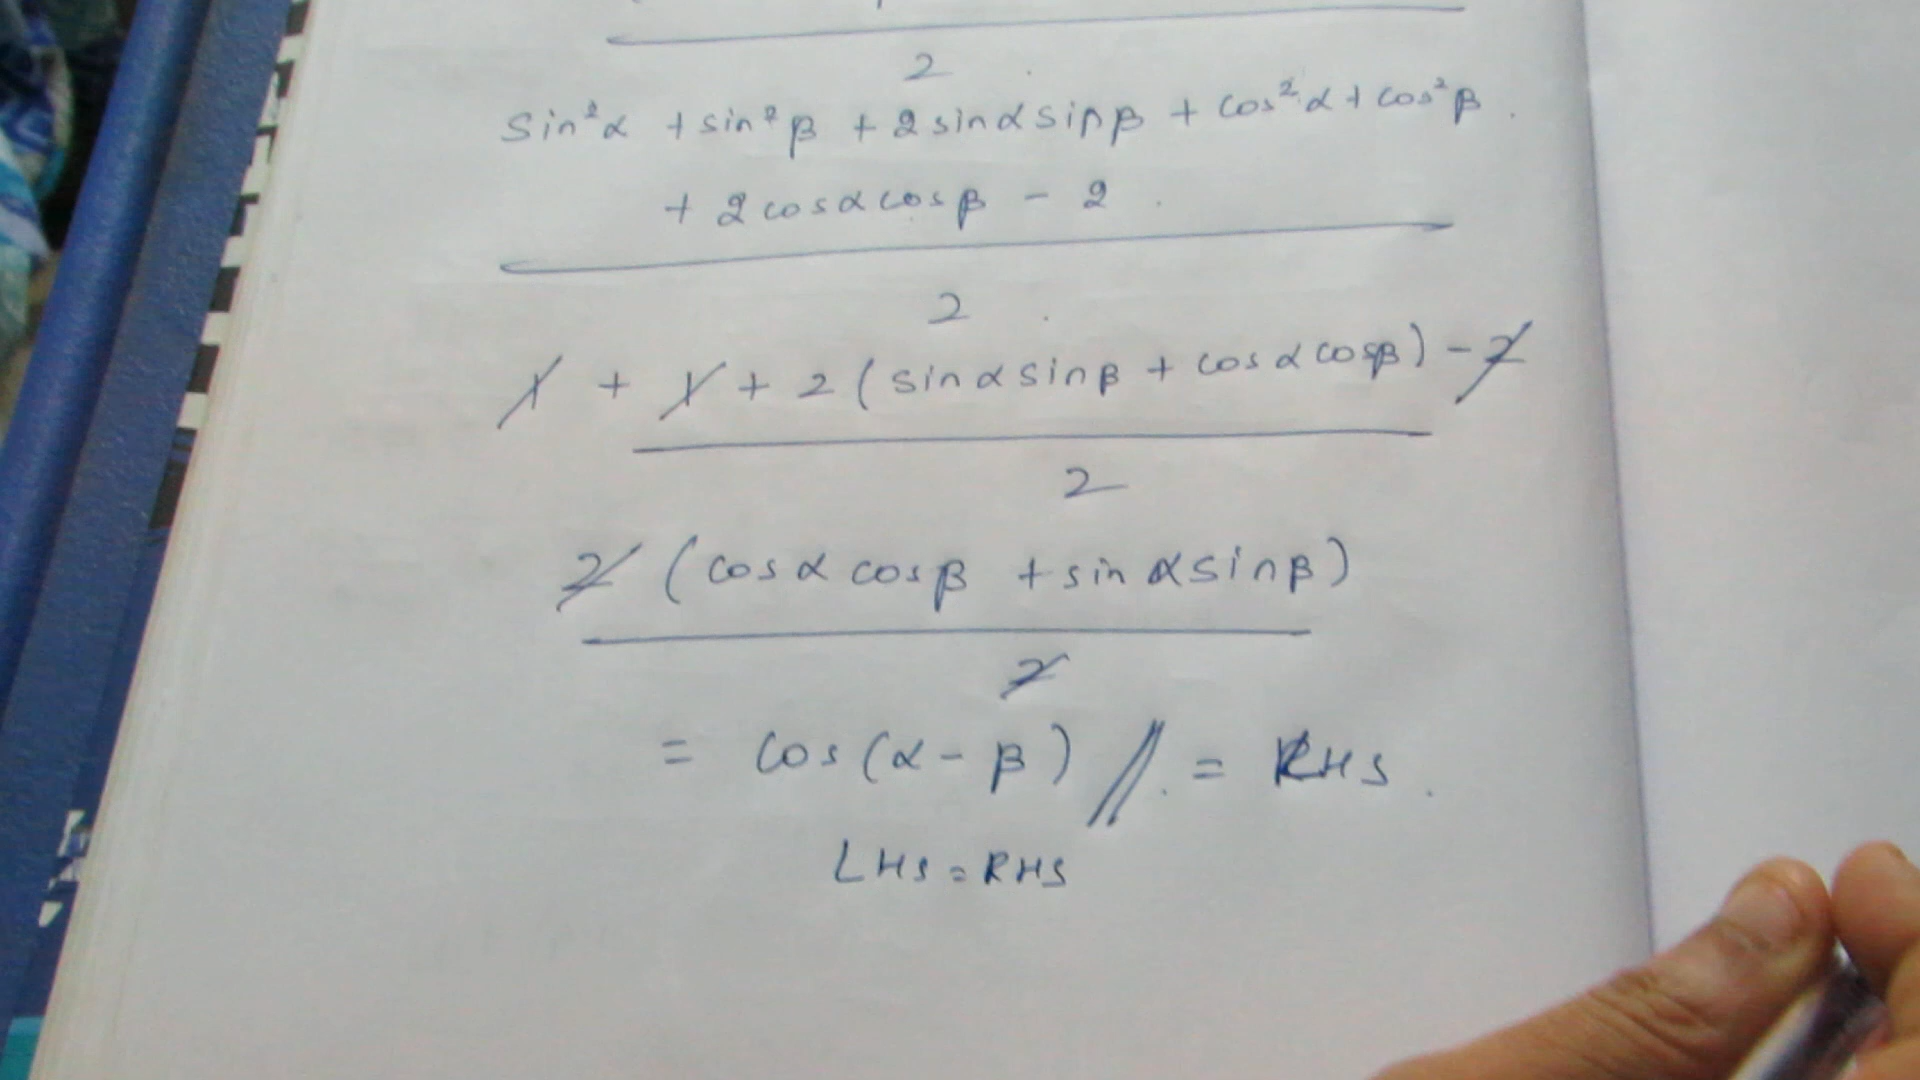 2
sin²α + sin²β + 2 sinα sinβ + cos²α + cos²β
+ 2 cosα cosβ - 2
2
1 + 1 + 2 (sinα sinβ + cosα cosβ) - 2
2
2 (cosα cosβ + sinα sinβ)
2
= cos(α - β) // = RHS.
LHS = RHS